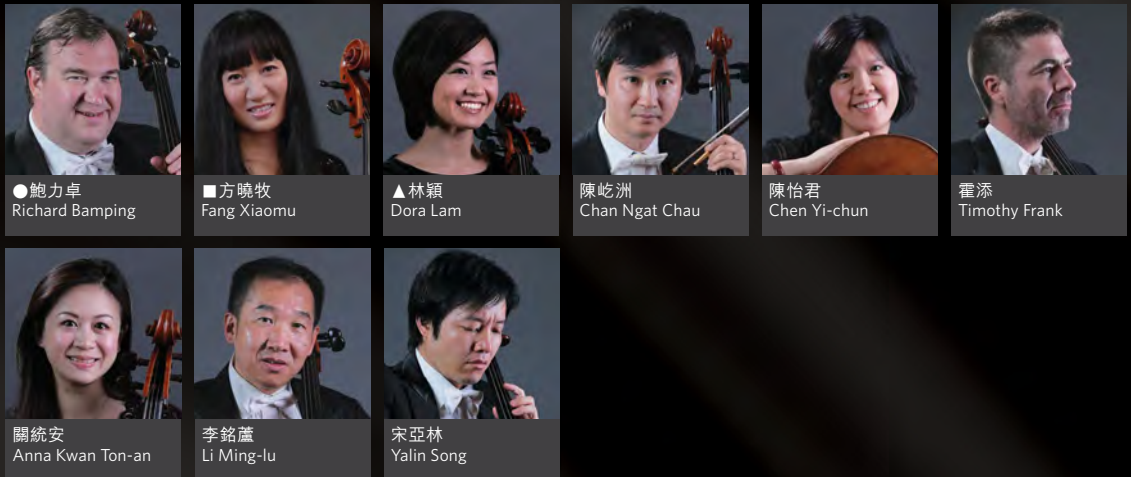 ●鮑力卓
Richard Bamping
■方曉牧
Fang Xiaomu
▲林穎
Dora Lam
陳屹洲
Chan Ngat Chau
陳怡君
Chen Yi-chun
霍添
Timothy Frank
關統安
Anna Kwan Ton-an
李銘蘆
Li Ming-lu
宋亞林
Yalin Song